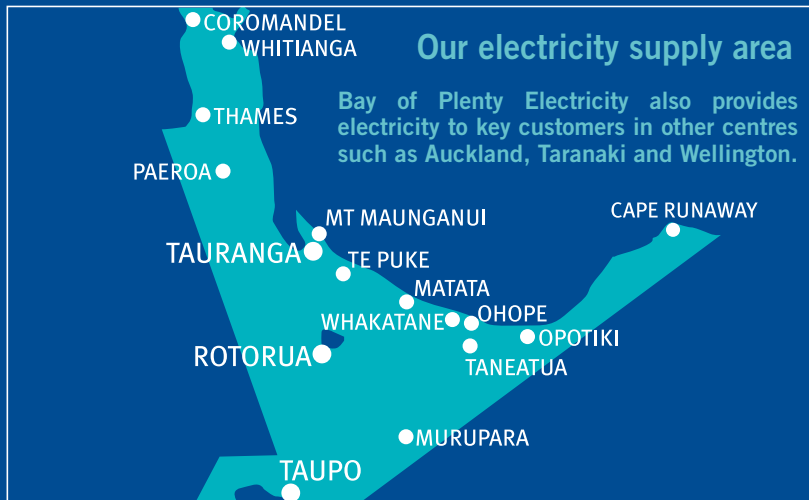 COROMANDEL
WHITIANGA
Our electricity supply area
Bay of Plenty Electricity also provides
electricity to key customers in other centres
such as Auckland, Taranaki and Wellington.
THAMES
PAEROA
CAPE RUNAWAY
MT MAUNGANUI
TAURANGA
TE PUKE
MATATA
WHAKATANE
OHOPE
OPOTIKI
ROTORUA
TANEATUA
MURUPARA
TAUPO